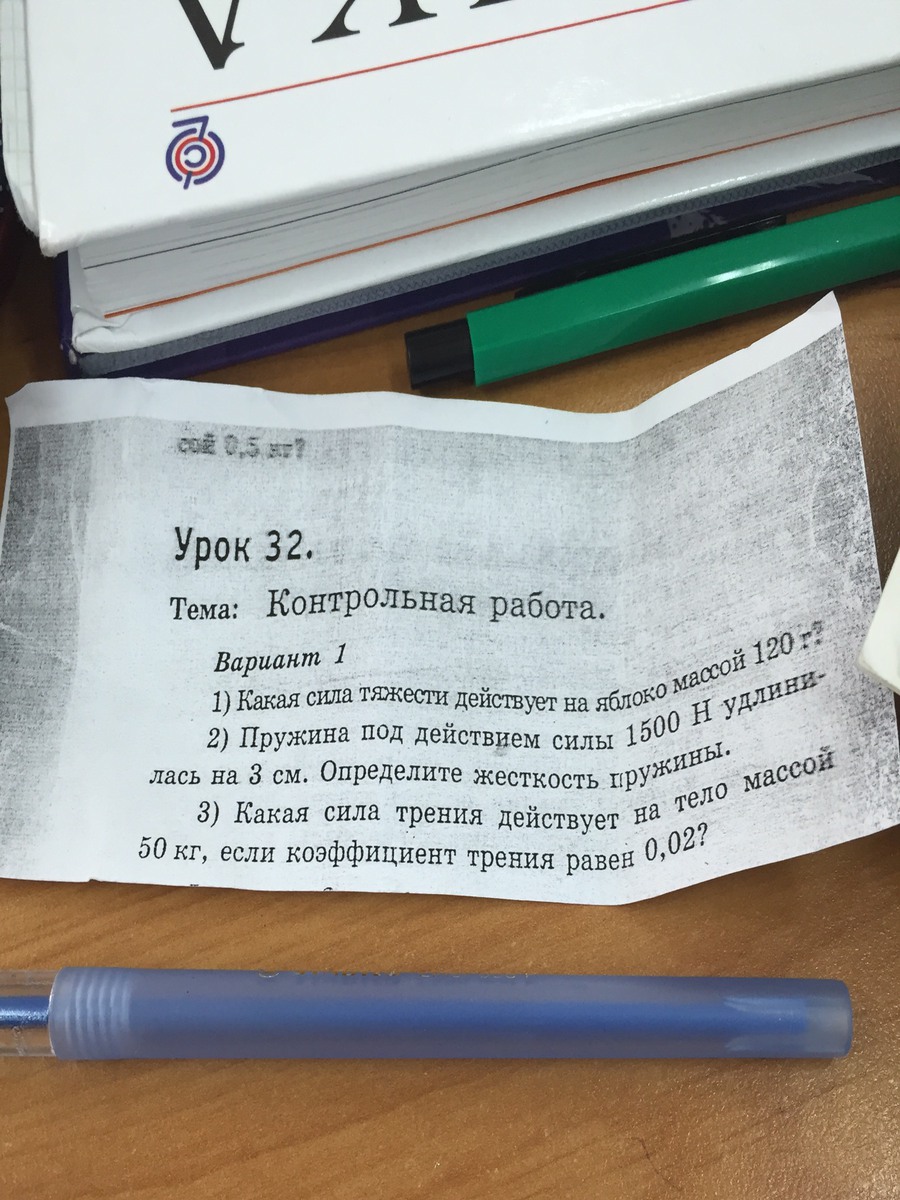 сой 0,5 кг?
Урок 32.
Тема: Контрольная работа.
Вариант 1
1) Какая сила тяжести действует на яблоко массой 120 г?
2) Пружина под действием силы 1500 Н удлини-
лась на 3 см. Определите жесткость пружины.
3) Какая сила трения действует на тело массой
50 кг, если коэффициент трения равен 0,02?